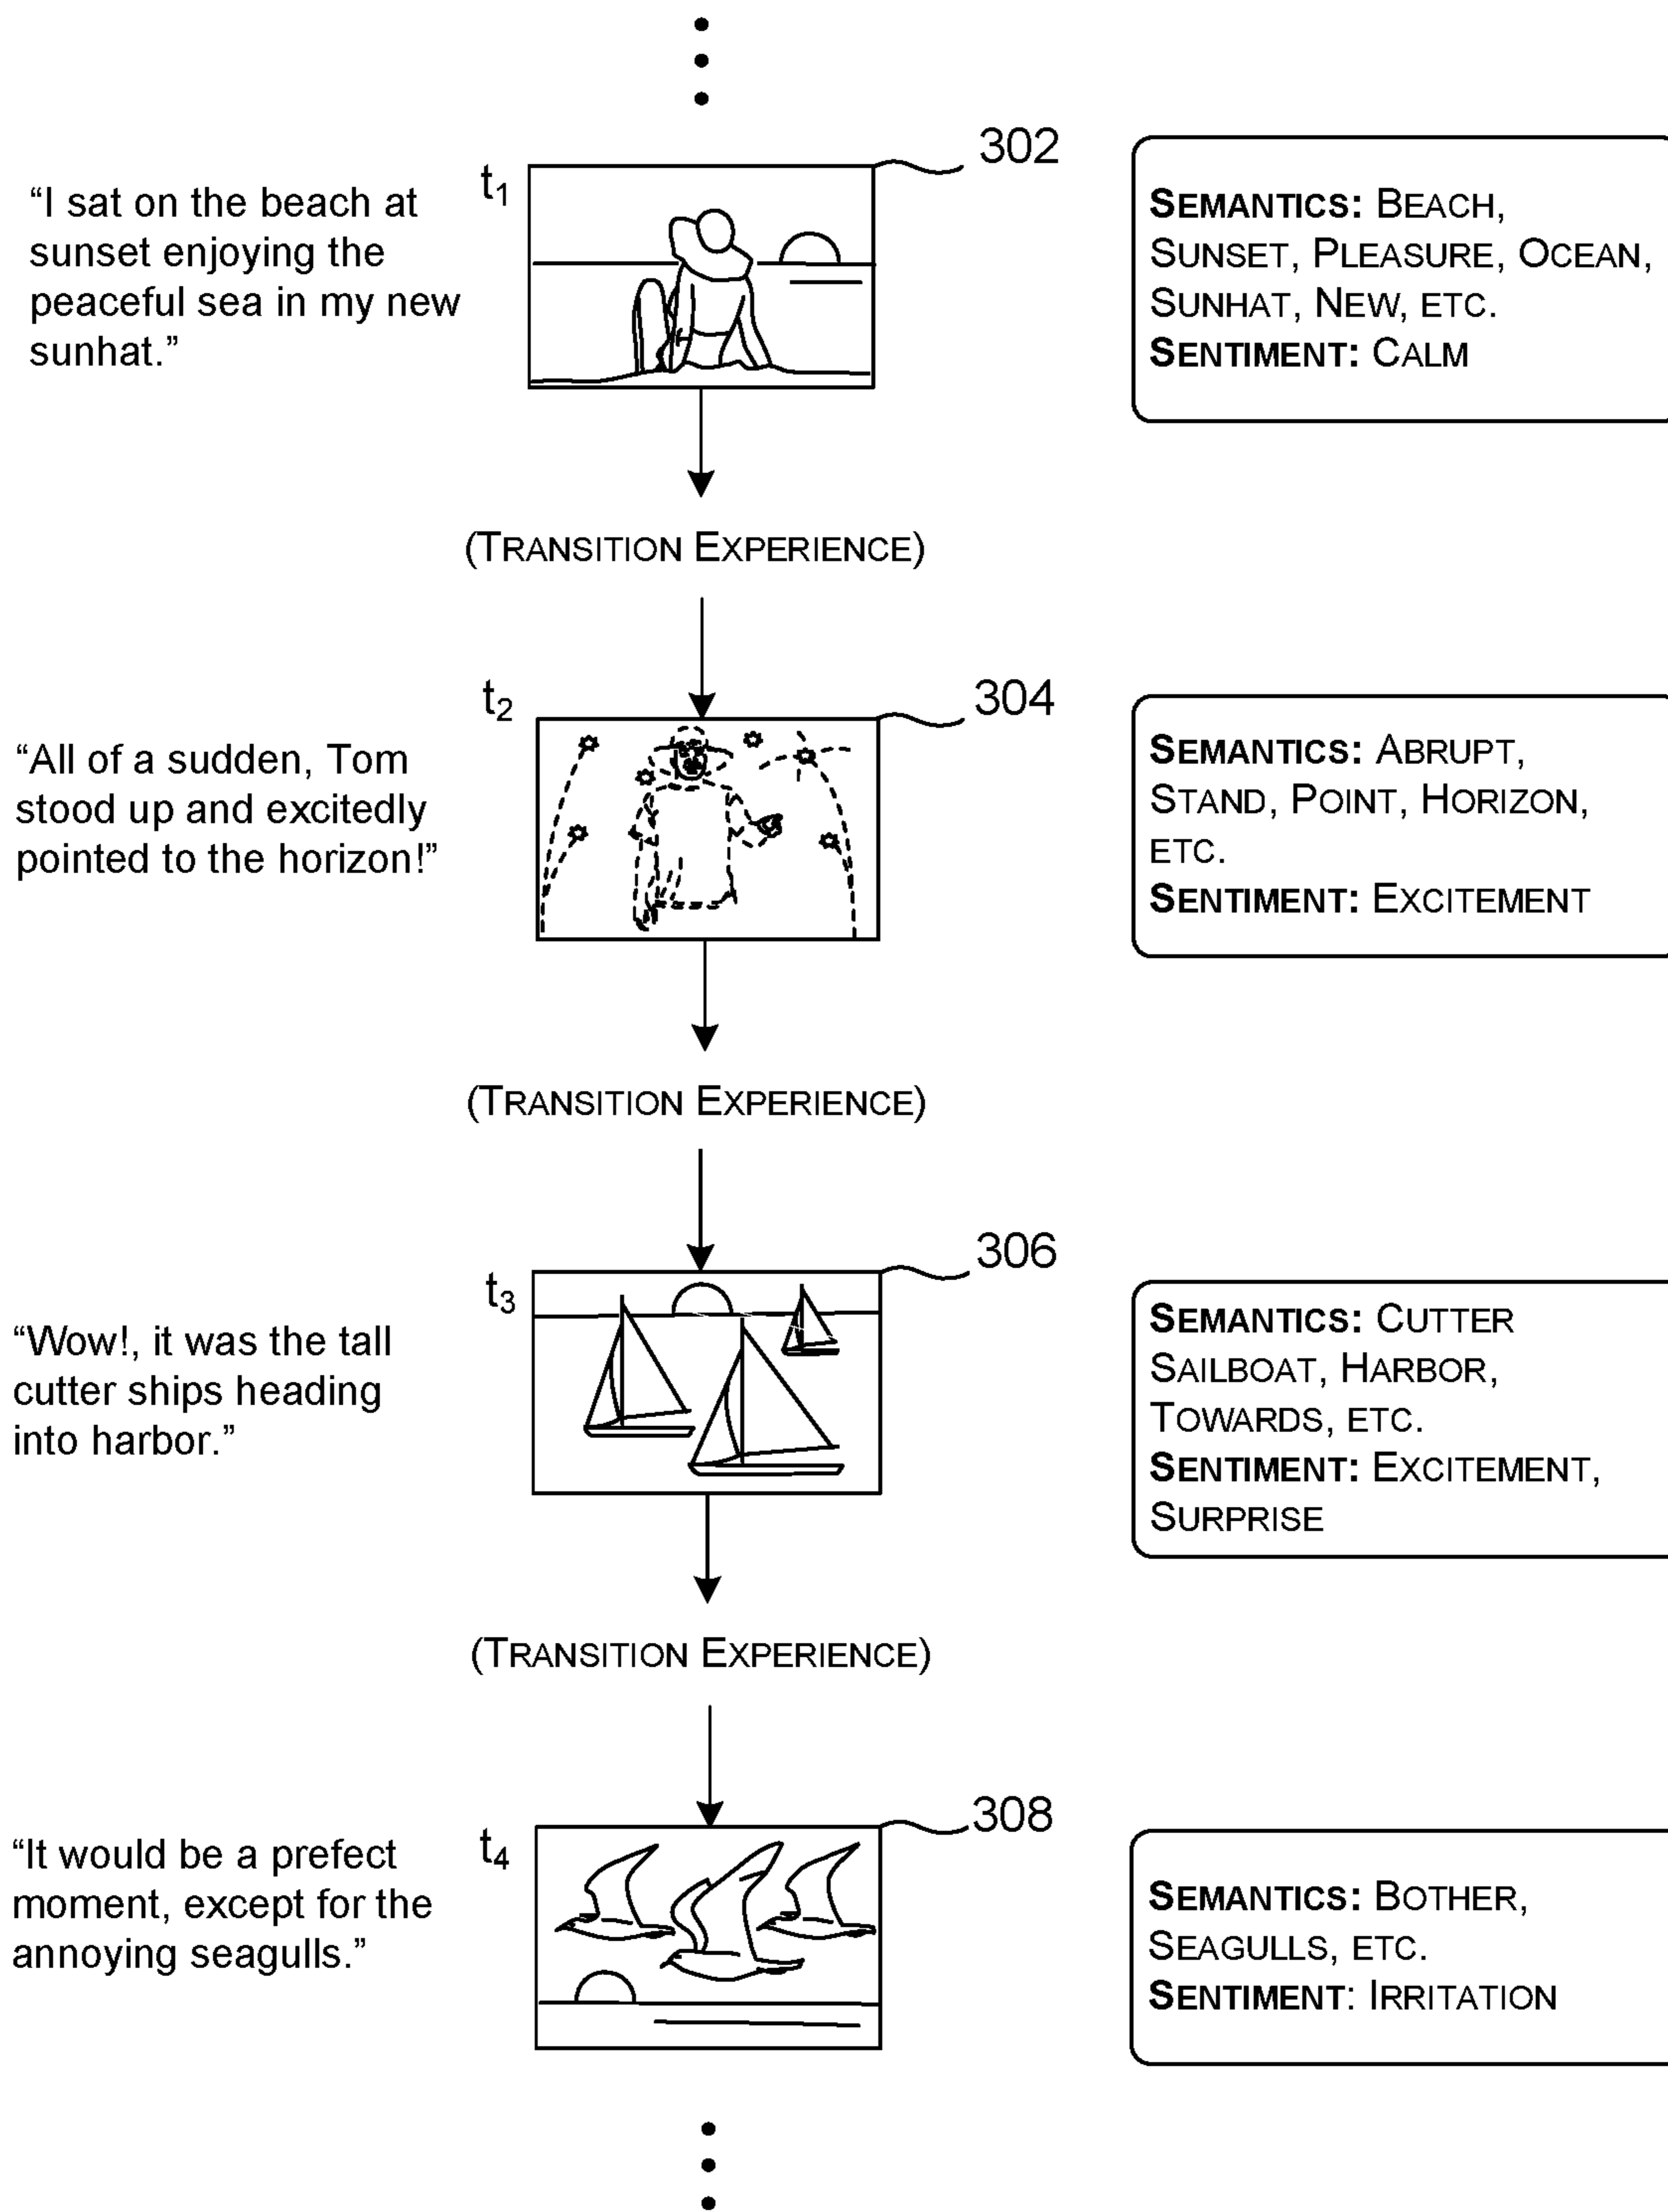 302
t1
“I sat on the beach at
sunset enjoying the
peaceful sea in my new
sunhat.”
SEMANTICS: BEACH,
SUNSET, PLEASURE, OCEAN,
SUNHAT, NEW, ETC.
SENTIMENT: CALM
(TRANSITION EXPERIENCE)
304
t2
“All of a sudden, Tom
stood up and excitedly
pointed to the horizon!”
SEMANTICS: ABRUPT,
STAND, POINT, HORIZON,
ETC.
SENTIMENT: EXCITEMENT
(TRANSITION EXPERIENCE)
306
t3
“Wow!, it was the tall
cutter ships heading
into harbor.”
SEMANTICS: CUTTER
SAILBOAT, HARBOR,
TOWARDS, ETC.
SENTIMENT: EXCITEMENT,
SURPRISE
(TRANSITION EXPERIENCE)
308
t4
“It would be a prefect
moment, except for the
annoying seagulls.”
SEMANTICS: BOTHER,
SEAGULLS, ETC.
SENTIMENT: IRRITATION